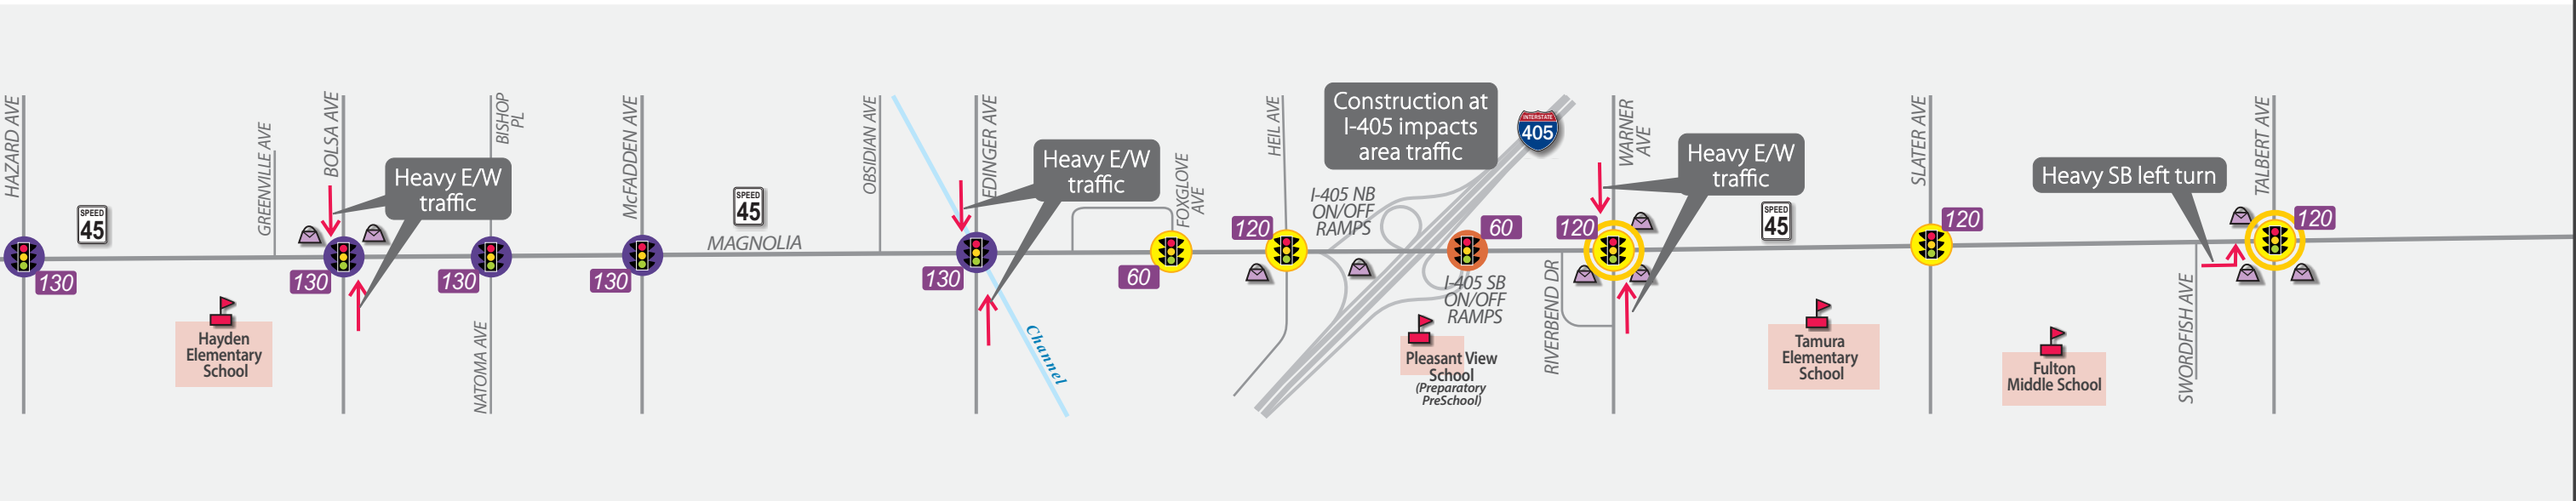 HAZARD AVE
SPEED
45
130
Hayden
Elementary
School
GREENVILLE AVE
BOLSA AVE
130
Heavy E/W
traffic
BISHOP
PL
130
NATOMA AVE
McFADDEN AVE
130
SPEED
45
MAGNOLIA
OBSIDIAN AVE
EDINGER AVE
130
Heavy E/W
traffic
Channel
FOXGLOVE
AVE
60
HEIL AVE
120
Construction at
I-405 impacts
area traffic
INTERSTATE
405
I-405 NB
ON/OFF
RAMPS
60
I-405 SB
ON/OFF
RAMPS
Pleasant View
School
(Preparatory
PreSchool)
RIVERBEND DR
120
WARNER
AVE
Heavy E/W
traffic
SPEED
45
Tamura
Elementary
School
SLATER AVE
120
Fulton
Middle School
Heavy SB left turn
SWORDFISH AVE
TALBERT AVE
120